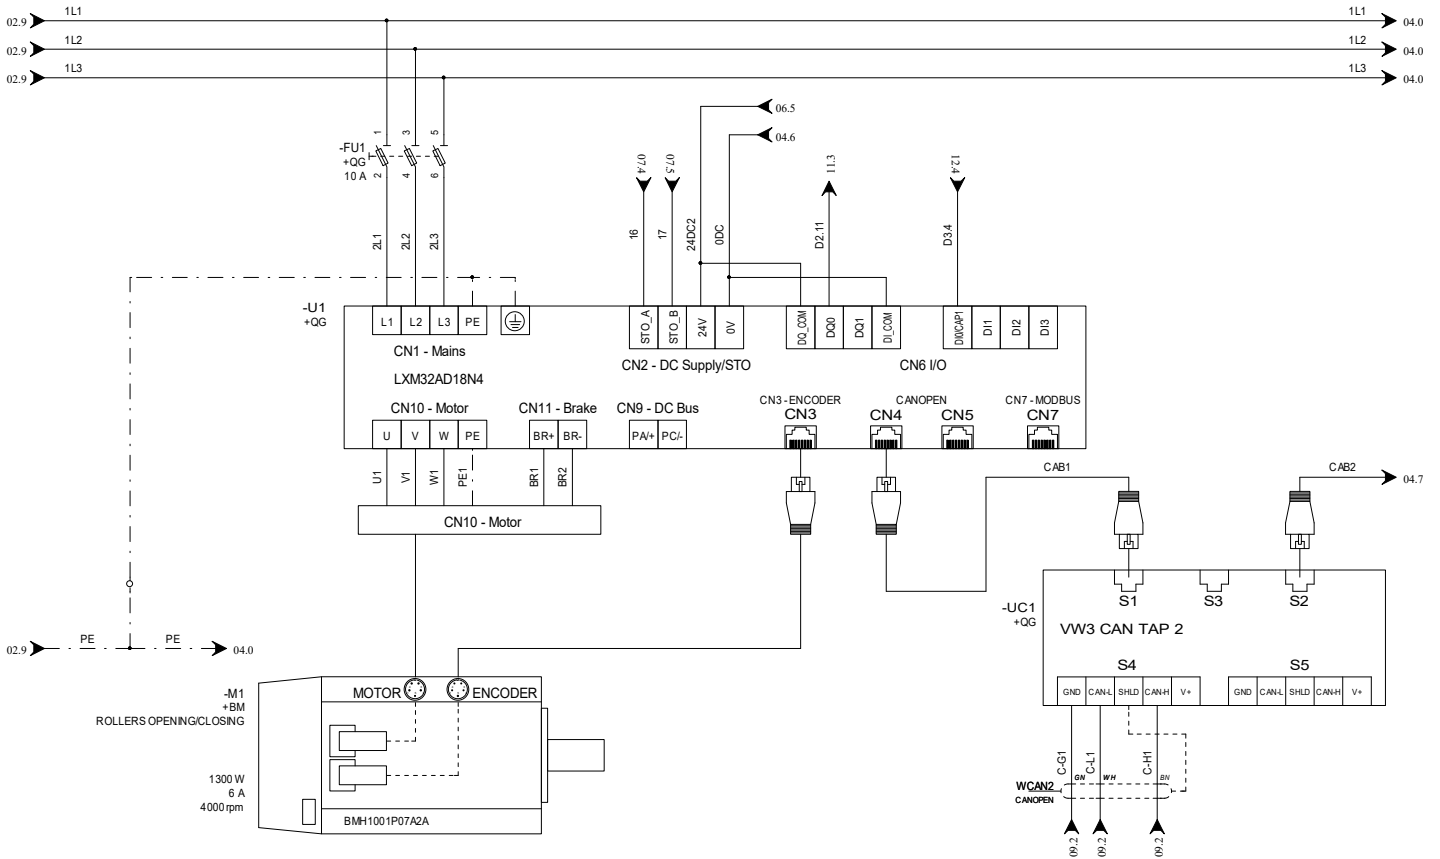 1L1
1L1
02.9
04.0
1L2
1L2
02.9
04.0
1L3
1L3
02.9
04.0
06.5
04.6
-FU1
+QG
10 A
1
3
5
2
4
6
07.4
07.5
11.3
12.4
2L1
2L2
2L3
16
17
24DC2
0DC
D2.11
D3.4
-U1
+QG
L1
L2
L3
PE
STO_A
STO_B
24V
0V
DQ_COM
DQ0
DQ1
DI_COM
DI0/CAP1
DI1
DI2
DI3
CN1 - Mains
CN2 - DC Supply/STO
CN6 I/O
LXM32AD18N4
CN10 - Motor
CN11 - Brake
CN9 - DC Bus
CN3 - ENCODER
CN3
CANOPEN
CN4
CN5
CN7 - MODBUS
CN7
U
V
W
PE
BR+
BR-
PA/+
PC/-
U1
V1
W1
PE1
BR1
BR2
CN10 - Motor
CAB1
CAB2
04.7
-UC1
+QG
S1
S3
S2
VW3 CAN TAP 2
S4
S5
GND
CAN-L
SHLD
CAN-H
V+
GND
CAN-L
SHLD
CAN-H
V+
02.9
PE
PE
04.0
-M1
+BM
ROLLERS OPENING/CLOSING
MOTOR
ENCODER
1300 W
6 A
4000 rpm
BMH1001P07A2A
C-G1
C-L1
C-H1
GN
WH
BN
WCAN2
CANOPEN
09.2
09.2
09.2